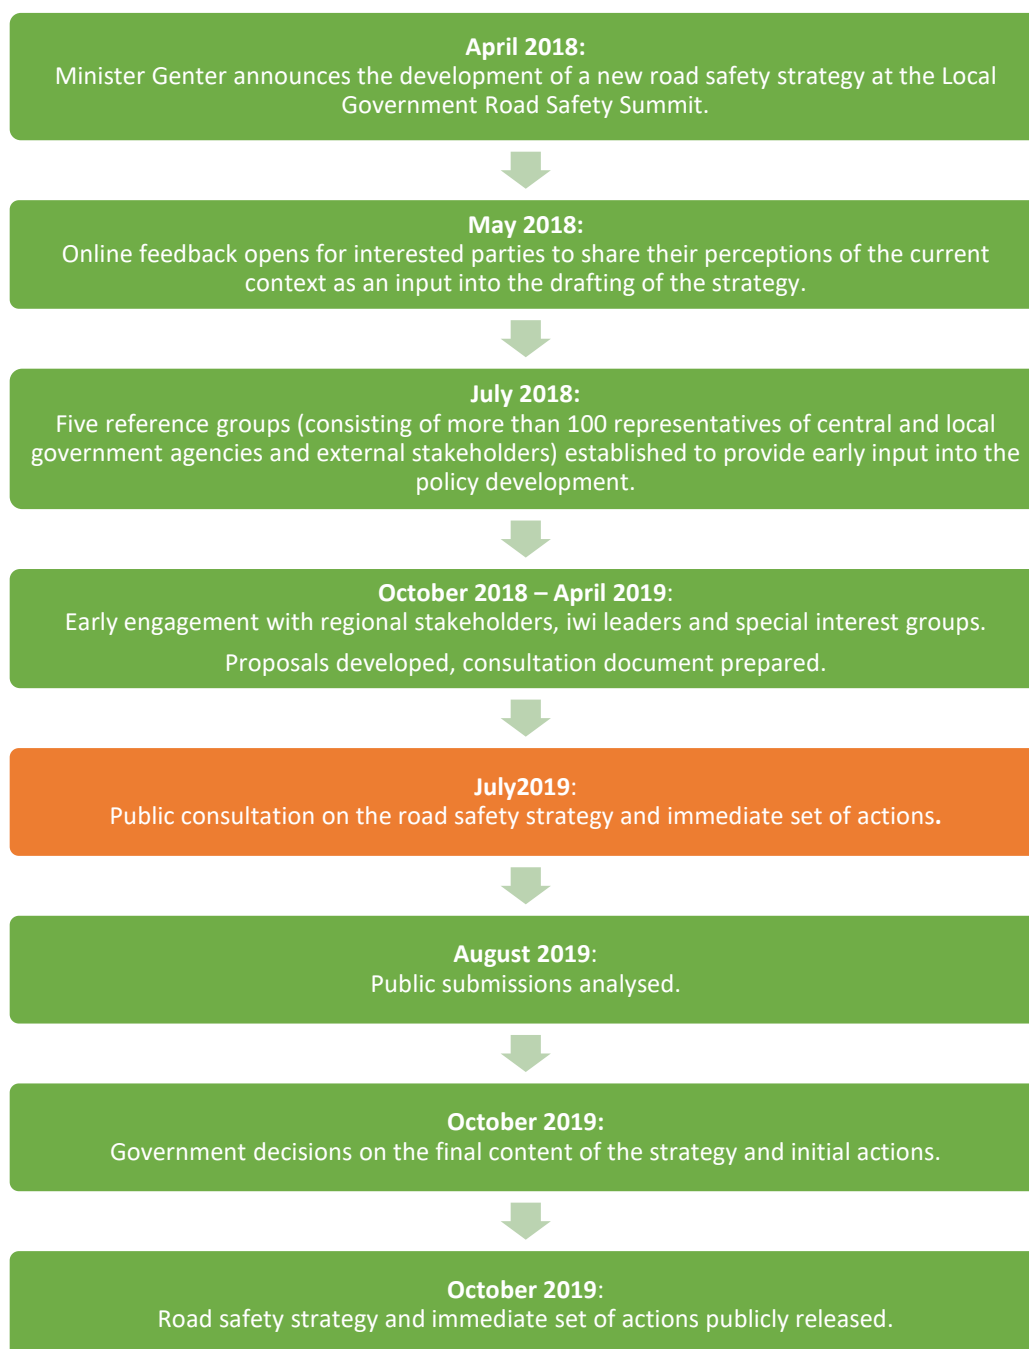 April 2018:
Minister Genter announces the development of a new road safety strategy at the Local
Government Road Safety Summit.
May 2018:
Online feedback opens for interested parties to share their perceptions of the current
context as an input into the drafting of the strategy.
July 2018:
Five reference groups (consisting of more than 100 representatives of central and local
government agencies and external stakeholders) established to provide early input into the
policy development.
October 2018 – April 2019:
Early engagement with regional stakeholders, iwi leaders and special interest groups.
Proposals developed, consultation document prepared.
July2019:
Public consultation on the road safety strategy and immediate set of actions.
August 2019:
Public submissions analysed.
October 2019:
Government decisions on the final content of the strategy and initial actions.
October 2019:
Road safety strategy and immediate set of actions publicly released.